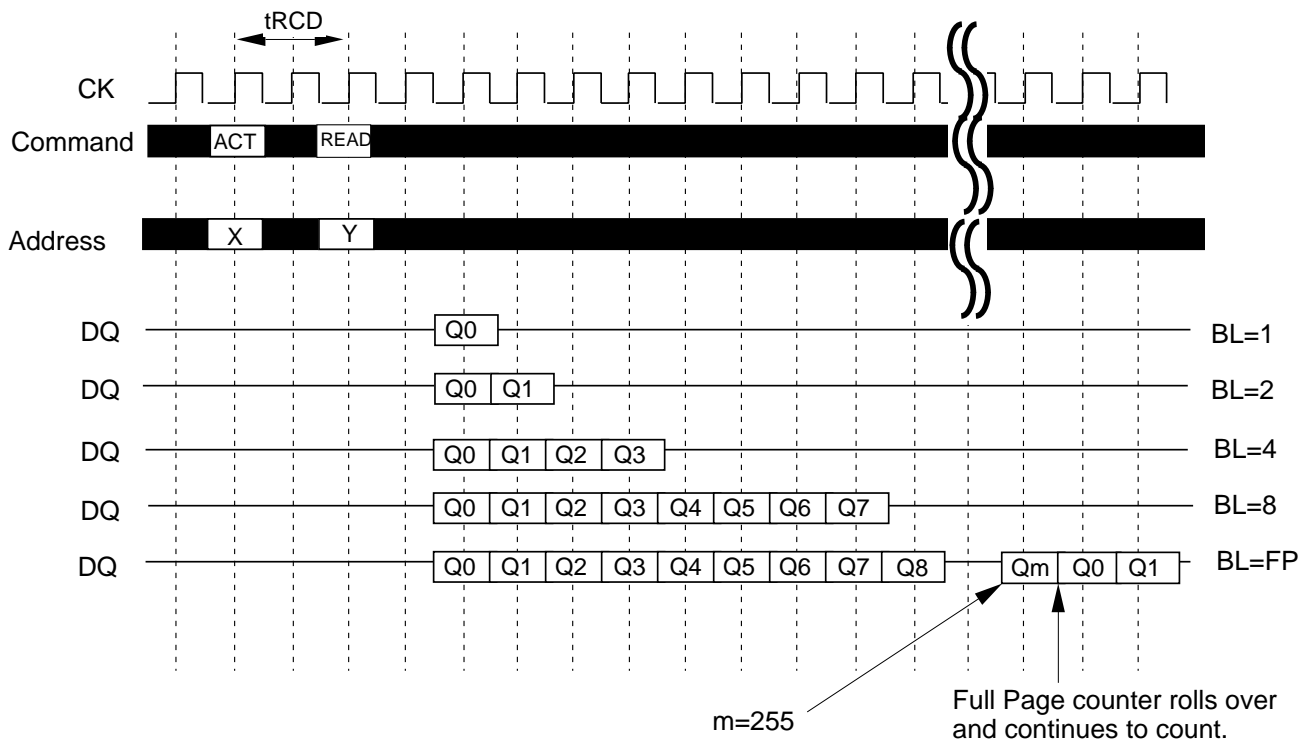 tRCD
CK
Command ACT READ
Address X Y
DQ Q0 BL=1
DQ Q0 Q1 BL=2
DQ Q0 Q1 Q2 Q3 BL=4
DQ Q0 Q1 Q2 Q3 Q4 Q5 Q6 Q7 BL=8
DQ Q0 Q1 Q2 Q3 Q4 Q5 Q6 Q7 Q8 Qm Q0 Q1 BL=FP
m=255
Full Page counter rolls over
and continues to count.